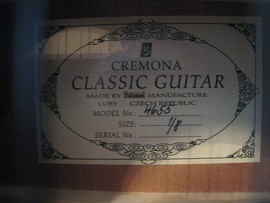 CREMONA
CLASSIC GUITAR
MADE BY MANUFACTURE
LUBY CZECH REPUBLIC
MODEL No.: 4655
SIZE: 1/8
SERIAL No.: